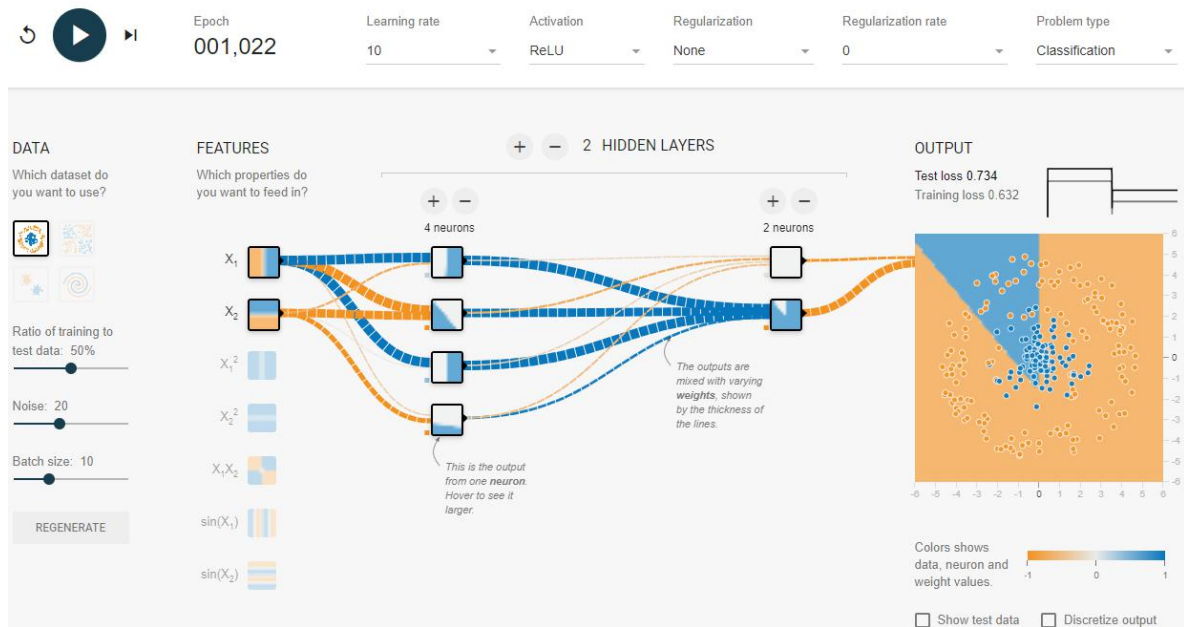 Epoch
001,022
Learning rate
10
Activation
ReLU
Regularization
None
Regularization rate
0
Problem type
Classification
DATA
Which dataset do
you want to use?
Ratio of training to
test data: 50%
Noise: 20
Batch size: 10
REGENERATE
FEATURES
Which properties do
you want to feed in?
X₁
X₂
X₁²
X₂²
X₁X₂
sin(X₁)
sin(X₂)
+ − 2 HIDDEN LAYERS
+ −
4 neurons
+ −
2 neurons
This is the output
from one neuron.
Hover to see it
larger.
The outputs are
mixed with varying
weights, shown
by the thickness of
the lines.
OUTPUT
Test loss 0.734
Training loss 0.632
6
5
4
3
2
1
0
-1
-2
-3
-4
-5
-6
-6 -5 -4 -3 -2 -1 0 1 2 3 4 5 6
Colors shows
data, neuron and
weight values.
-1 0 1
Show test data
Discretize output